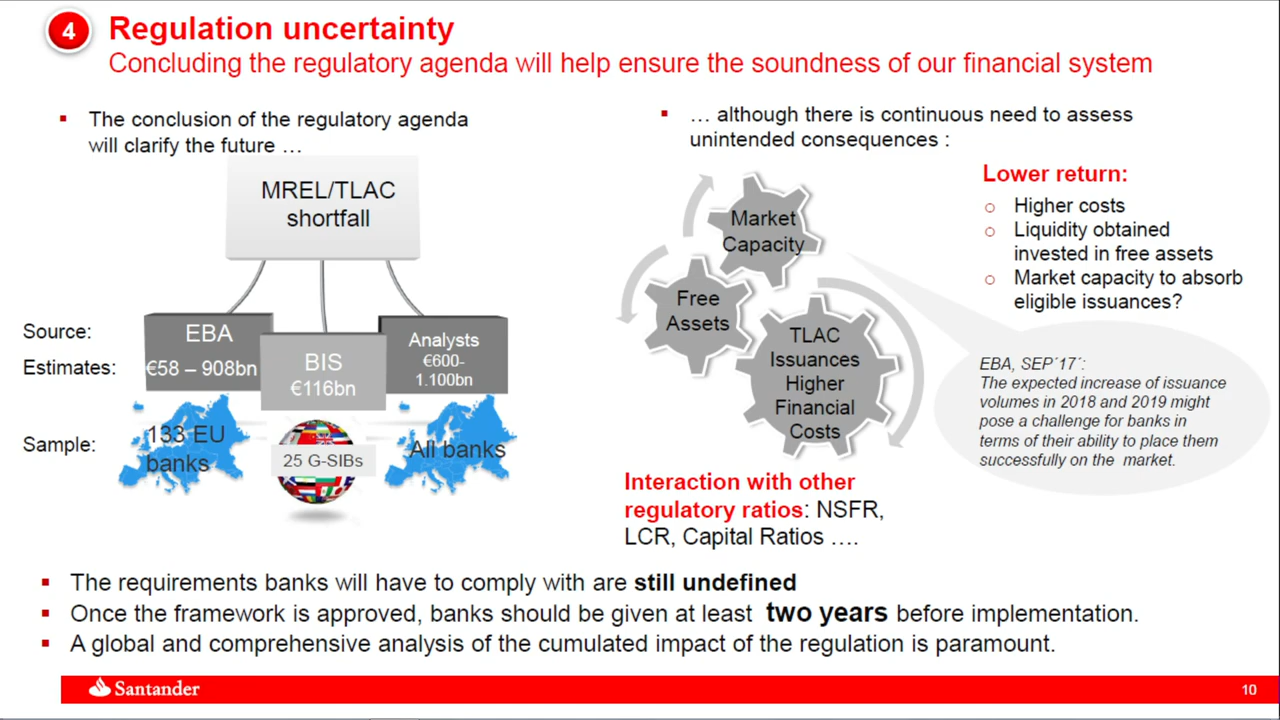 4
Regulation uncertainty
Concluding the regulatory agenda will help ensure the soundness of our financial system
▪ The conclusion of the regulatory agenda
will clarify the future …
MREL/TLAC
shortfall
Source:
Estimates:
Sample:
EBA
€58 – 908bn
BIS
€116bn
Analysts
€600-
1.100bn
133 EU
banks
25 G-SIBs
All banks
▪ … although there is continuous need to assess
unintended consequences :
Market
Capacity
Free
Assets
TLAC
Issuances
Higher
Financial
Costs
Lower return:
o Higher costs
o Liquidity obtained
invested in free assets
o Market capacity to absorb
eligible issuances?
EBA, SEP´17´:
The expected increase of issuance
volumes in 2018 and 2019 might
pose a challenge for banks in
terms of their ability to place them
successfully on the market.
Interaction with other
regulatory ratios: NSFR,
LCR, Capital Ratios ….
▪ The requirements banks will have to comply with are still undefined
▪ Once the framework is approved, banks should be given at least two years before implementation.
▪ A global and comprehensive analysis of the cumulated impact of the regulation is paramount.
Santander
10